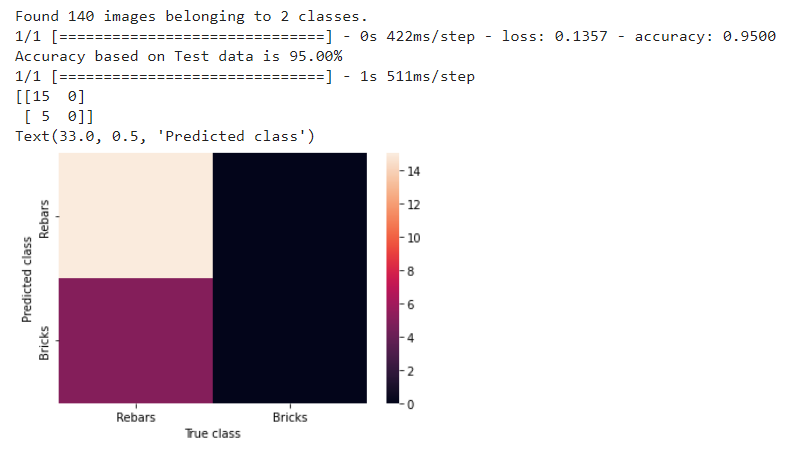 Found 140 images belonging to 2 classes.
1/1 [==============================] - 0s 422ms/step - loss: 0.1357 - accuracy: 0.9500
Accuracy based on Test data is 95.00%
1/1 [==============================] - 1s 511ms/step
[[15  0]
 [ 5  0]]
Text(33.0, 0.5, 'Predicted class')
Predicted class
Rebars
Bricks
14
12
10
8
6
4
2
0
Rebars
Bricks
True class